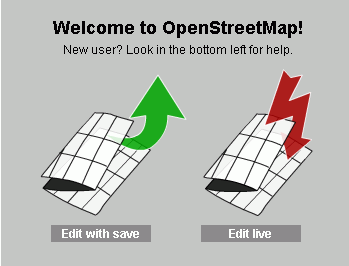 Welcome to OpenStreetMap!
New user? Look in the bottom left for help.
Edit with save
Edit live